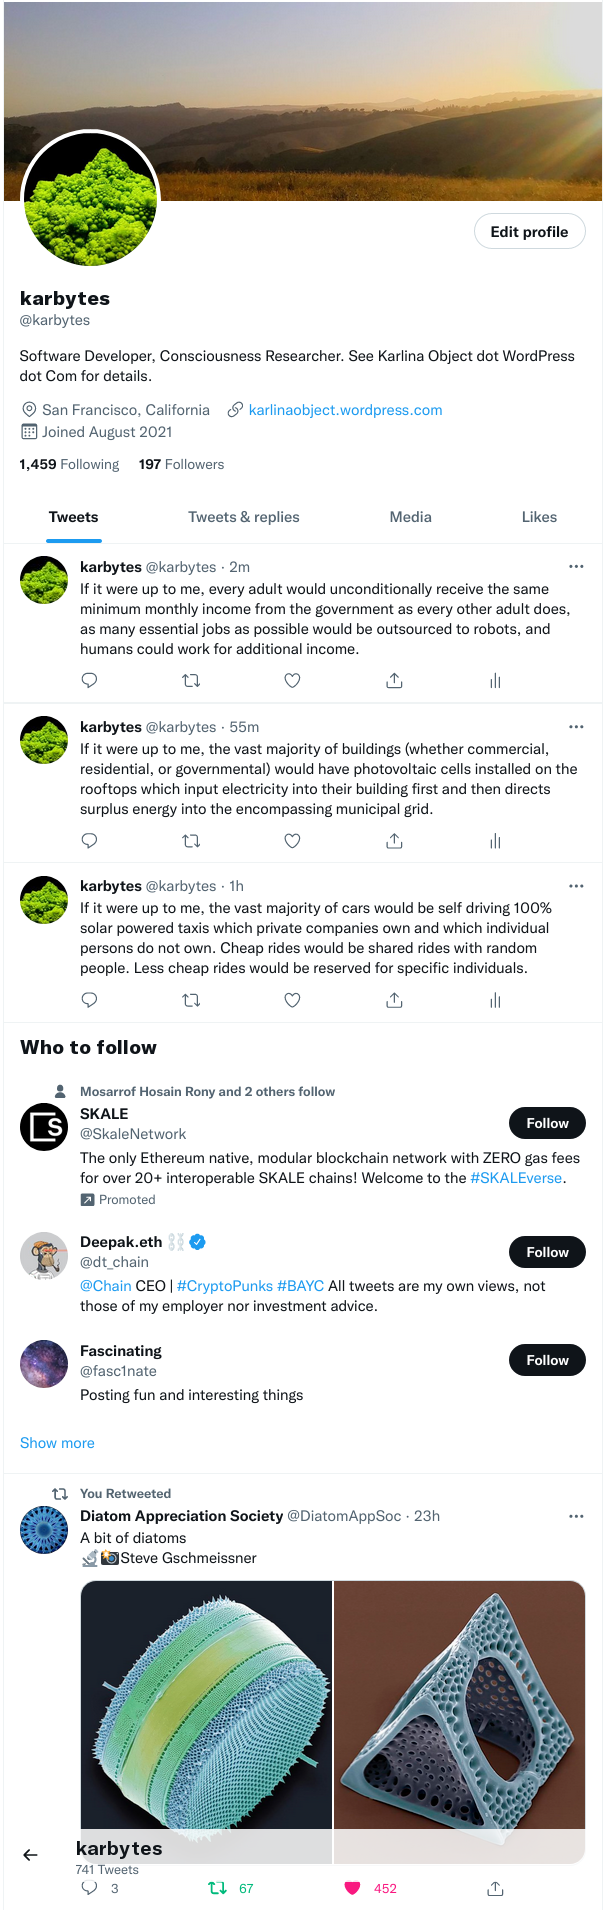 Edit profile
karbytes
@karbytes
Software Developer, Consciousness Researcher. See Karlina Object dot WordPress
dot Com for details.
San Francisco, California karlinaobject.wordpress.com
Joined August 2021
1,459 Following 197 Followers
Tweets Tweets & replies Media Likes
karbytes @karbytes · 2m
If it were up to me, every adult would unconditionally receive the same
minimum monthly income from the government as every other adult does,
as many essential jobs as possible would be outsourced to robots, and
humans could work for additional income.
karbytes @karbytes · 55m
If it were up to me, the vast majority of buildings (whether commercial,
residential, or governmental) would have photovoltaic cells installed on the
rooftops which input electricity into their building first and then directs
surplus energy into the encompassing municipal grid.
karbytes @karbytes · 1h
If it were up to me, the vast majority of cars would be self driving 100%
solar powered taxis which private companies own and which individual
persons do not own. Cheap rides would be shared rides with random
people. Less cheap rides would be reserved for specific individuals.
Who to follow
Mosarrof Hosain Rony and 2 others follow
SKALE
@SkaleNetwork
Follow
The only Ethereum native, modular blockchain network with ZERO gas fees
for over 20+ interoperable SKALE chains! Welcome to the #SKALEverse.
Promoted
Deepak.eth
@dt_chain
Follow
@Chain CEO | #CryptoPunks #BAYC All tweets are my own views, not
those of my employer nor investment advice.
Fascinating
@fasc1nate
Follow
Posting fun and interesting things
Show more
You Retweeted
Diatom Appreciation Society @DiatomAppSoc · 23h
A bit of diatoms
Steve Gschmeissner
karbytes
741 Tweets
3 67 452